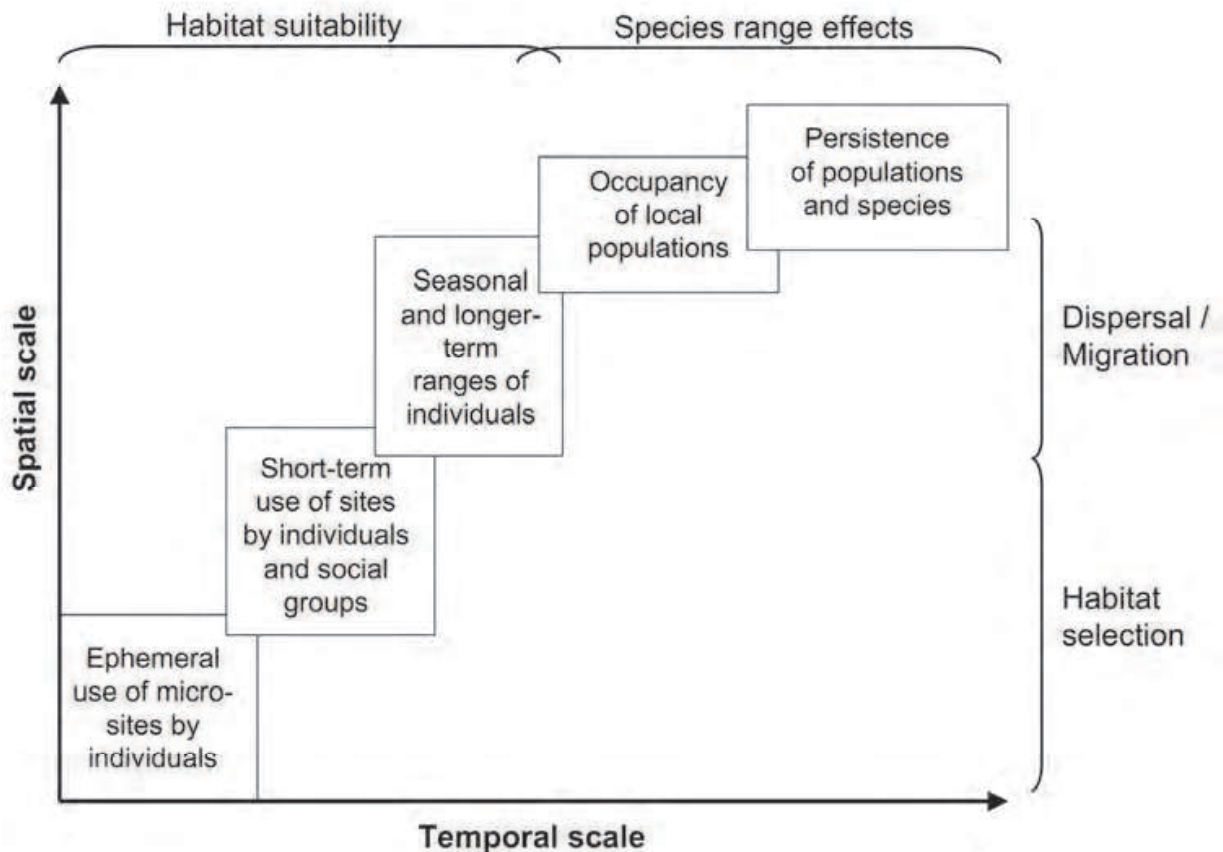 Habitat suitability
Species range effects
Persistence
of populations
and species
Occupancy
of local
populations
Seasonal
and longer-
term
ranges of
individuals
Dispersal /
Migration
Spatial scale
Short-term
use of sites
by individuals
and social
groups
Habitat
selection
Ephemeral
use of micro-
sites by
individuals
Temporal scale